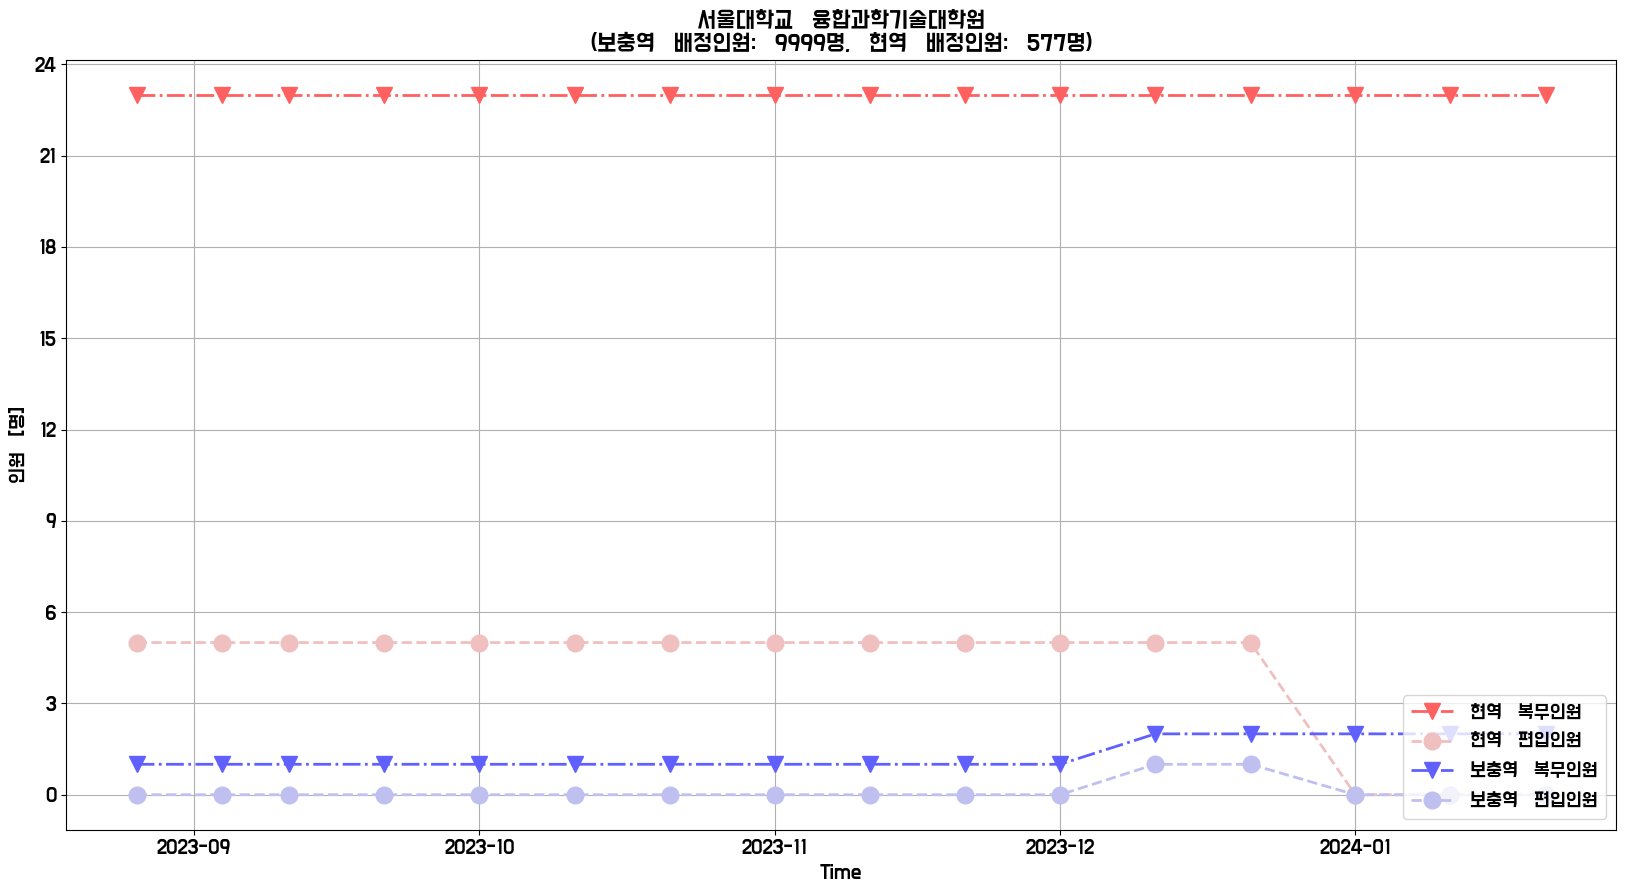 서울대학교 융합과학기술대학원
(보충역 배정인원: 9999명, 현역 배정인원: 577명)
24
21
18
15
12
9
6
3
0
인원 [명]
현역 복무인원
현역 편입인원
보충역 복무인원
보충역 편입인원
2023-09
2023-10
2023-11
2023-12
2024-01
Time